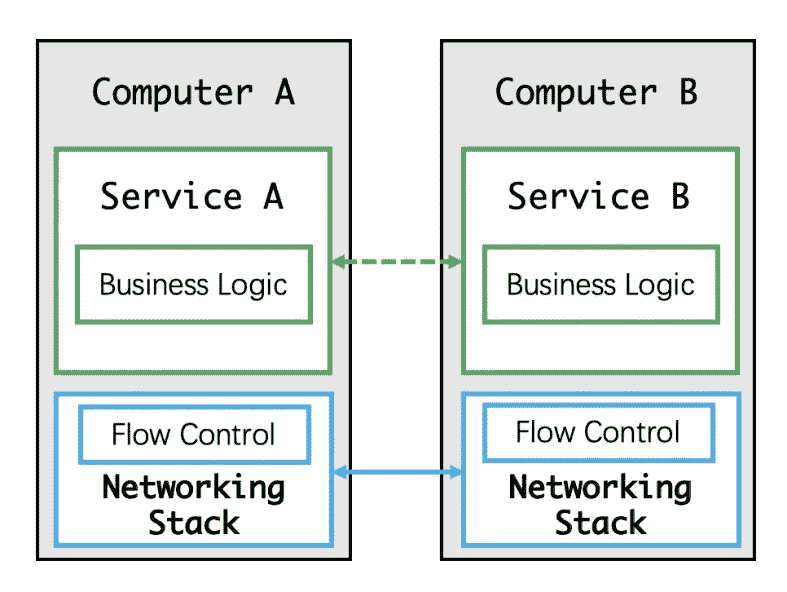 Computer A
Service A
Business Logic
Flow Control
Networking
Stack
Computer B
Service B
Business Logic
Flow Control
Networking
Stack